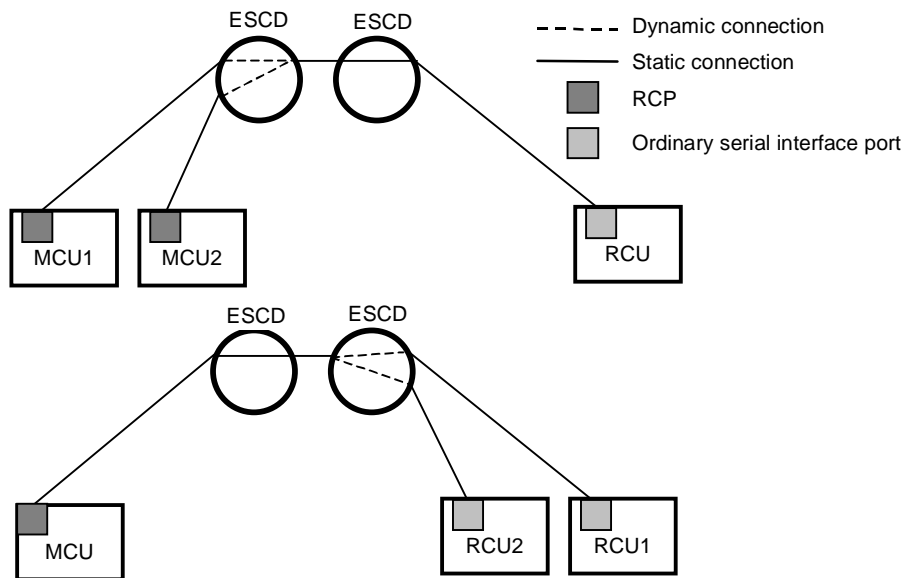 ESCD ESCD
Dynamic connection
Static connection
RCP
Ordinary serial interface port
MCU1 MCU2 RCU
ESCD ESCD
MCU RCU2 RCU1